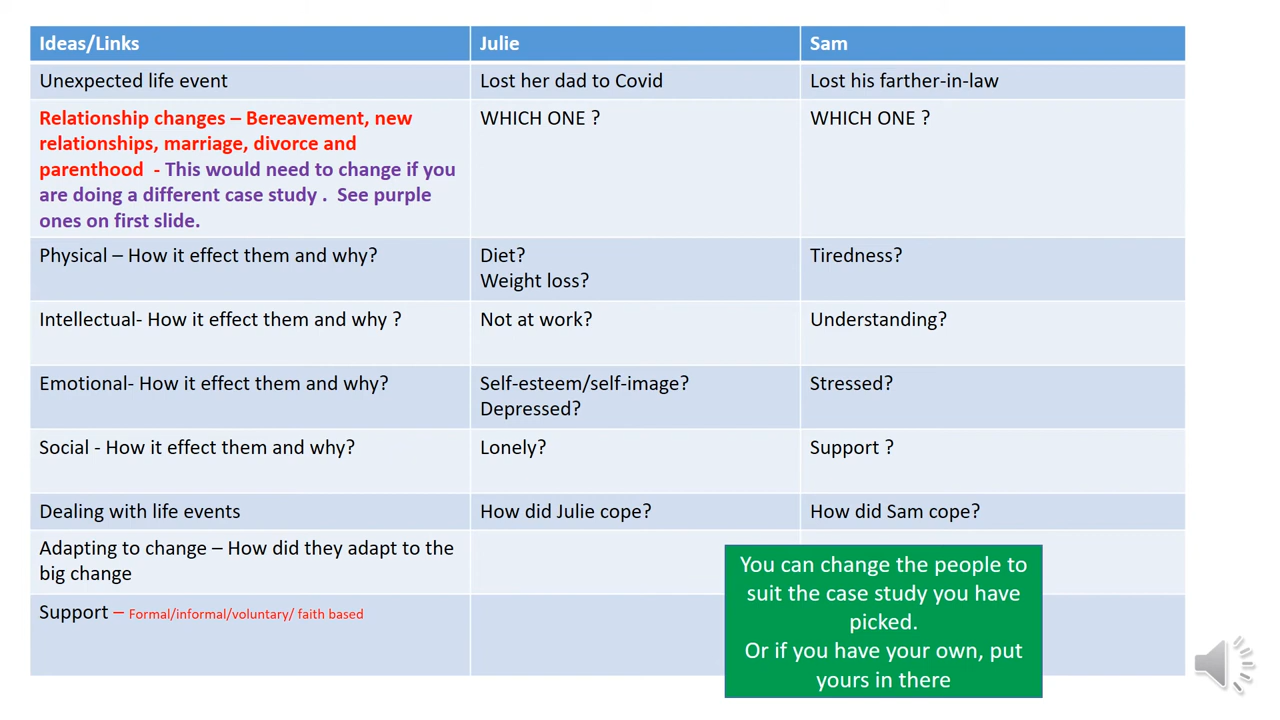 Ideas/Links Julie Sam
Unexpected life event Lost her dad to Covid Lost his farther-in-law
Relationship changes – Bereavement, new WHICH ONE ? WHICH ONE ?
relationships, marriage, divorce and
parenthood - This would need to change if you
are doing a different case study . See purple
ones on first slide.
Physical – How it effect them and why? Diet? Tiredness?
Weight loss?
Intellectual- How it effect them and why ? Not at work? Understanding?
Emotional- How it effect them and why? Self-esteem/self-image? Stressed?
Depressed?
Social - How it effect them and why? Lonely? Support ?
Dealing with life events How did Julie cope? How did Sam cope?
Adapting to change – How did they adapt to the
big change
Support – Formal/informal/voluntary/ faith based
You can change the people to
suit the case study you have
picked.
Or if you have your own, put
yours in there